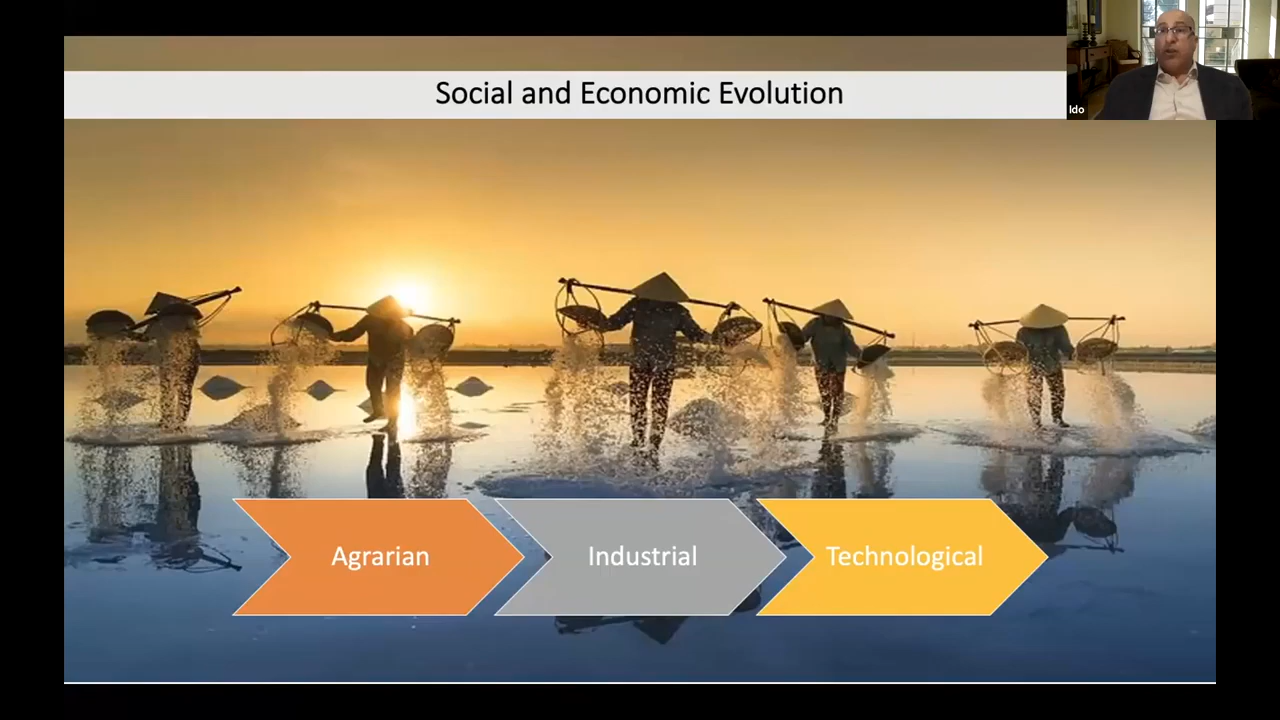 Social and Economic Evolution
Ido
Agrarian
Industrial
Technological